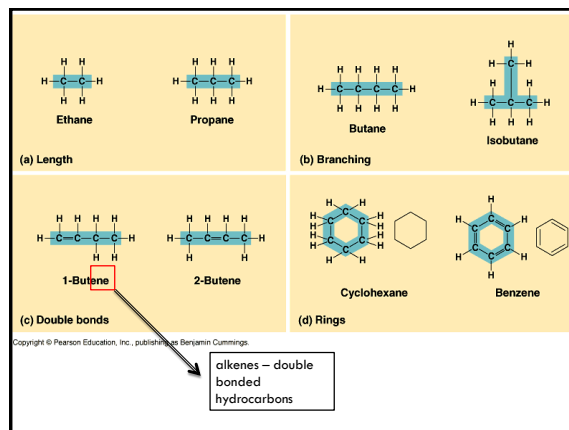 H H
H–C–C–H
H H
Ethane
H H H
H–C–C–C–H
H H H
Propane
(a) Length
H H H H
H–C–C–C–C–H
H H H H
Butane
H
H–C–H
H H
H–C–C–C–H
H H H
Isobutane
(b) Branching
H H H H
H–C=C–C–C–H
H H
1-Butene
H H H H
H–C–C=C–C–H
H H
2-Butene
(c) Double bonds
H H
H C H
H C C H
H C C H
H C H
H H
Cyclohexane
H
H C H
C C
C C
H C H
H
Benzene
(d) Rings
Copyright © Pearson Education, Inc., publishing as Benjamin Cummings.
alkenes – double
bonded
hydrocarbons